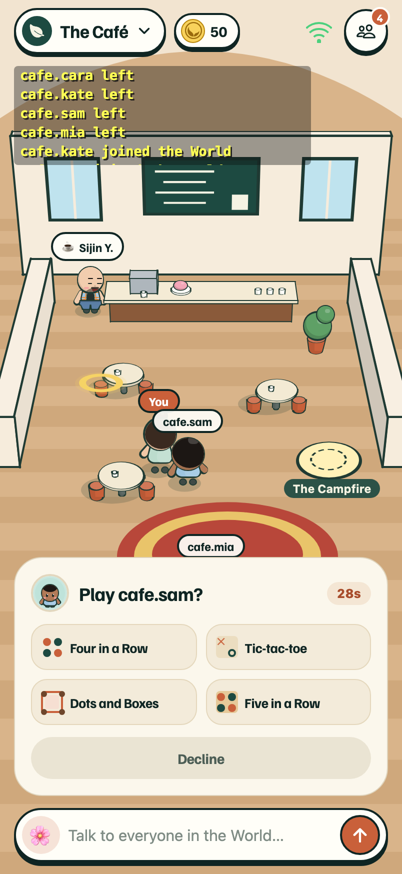 The Café
50
4
cafe.cara left
cafe.kate left
cafe.sam left
cafe.mia left
cafe.kate joined the World
Sijin Y.
You
cafe.sam
The Campfire
cafe.mia
Play cafe.sam?
28s
Four in a Row
Tic-tac-toe
Dots and Boxes
Five in a Row
Decline
Talk to everyone in the World...